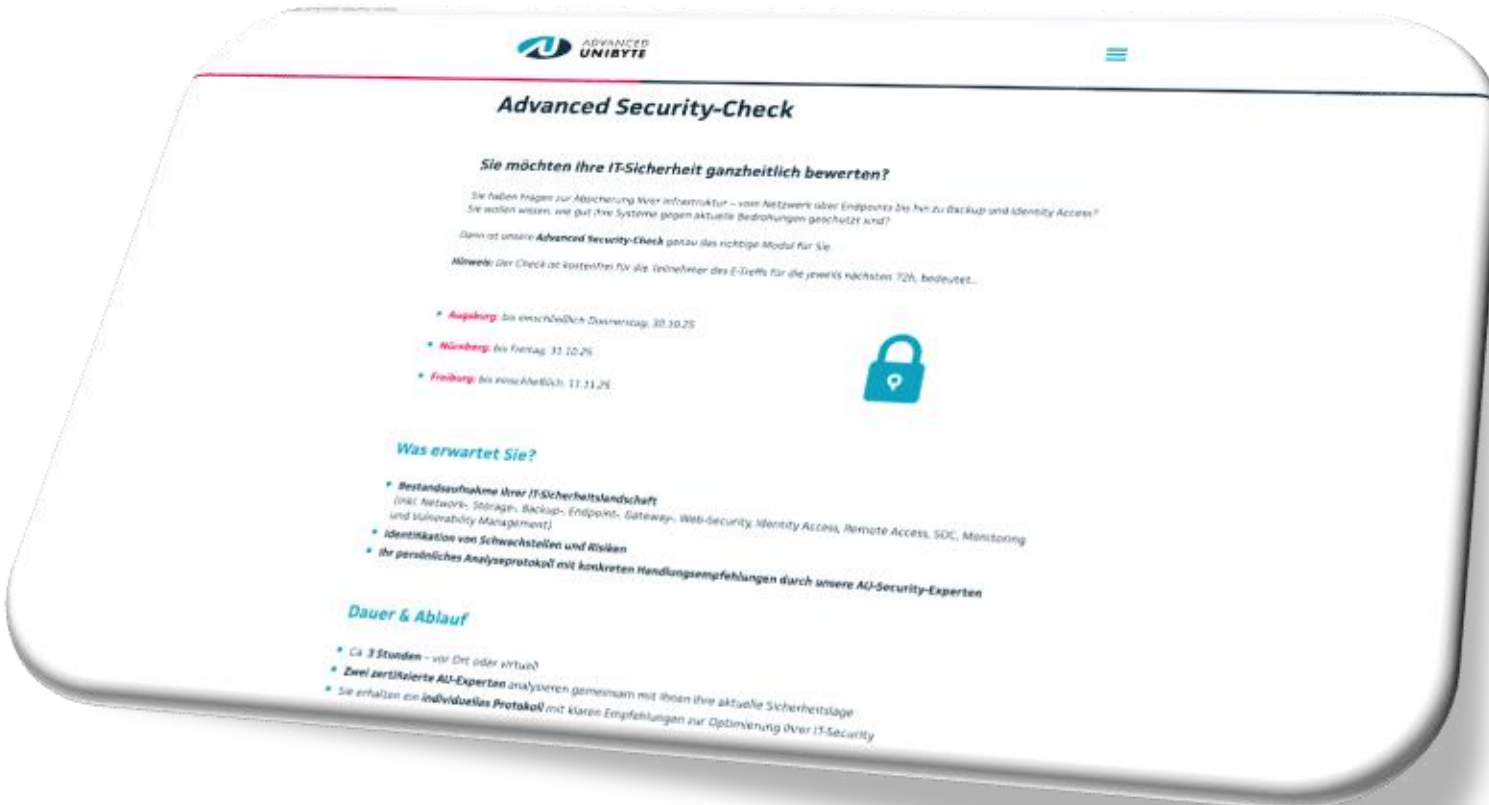 ADVANCED
UNIBYTE
Advanced Security-Check
Sie möchten Ihre IT-Sicherheit ganzheitlich bewerten?
Sie haben Fragen zur Absicherung Ihrer Infrastruktur – vom Netzwerk über Endpoints bis hin zu Backup und Identity Access?
Sie wollen wissen, wie gut Ihre Systeme gegen aktuelle Bedrohungen geschützt sind?
Dann ist unsere Advanced Security-Check genau das richtige Modul für Sie.
Hinweis: Der Check ist kostenfrei für die Teilnehmer des E-Treffs für die jeweils nächsten 72h, bedeutet...
• Augsburg: bis einschließlich Donnerstag, 30.10.25
• Nürnberg: bis Freitag, 31.10.25
• Freiburg: bis einschließlich, 11.25
Was erwartet Sie?
• Bestandsaufnahme Ihrer IT-Sicherheitslandschaft
(inkl. Network-, Storage-, Backup-, Endpoint-, Gateway-, Web-Security, Identity Access, Remote Access, SOC, Monitoring
und Vulnerability Management)
• Identifikation von Schwachstellen und Risiken
• Ihr persönliches Analyseprotokoll mit konkreten Handlungsempfehlungen durch unsere AU-Security-Experten
Dauer & Ablauf
• Ca. 3 Stunden – vor Ort oder virtuell
• Zwei zertifizierte AU-Experten analysieren gemeinsam mit Ihnen Ihre aktuelle Sicherheitslage
• Sie erhalten ein individuelles Protokoll mit klaren Empfehlungen zur Optimierung Ihrer IT-Security